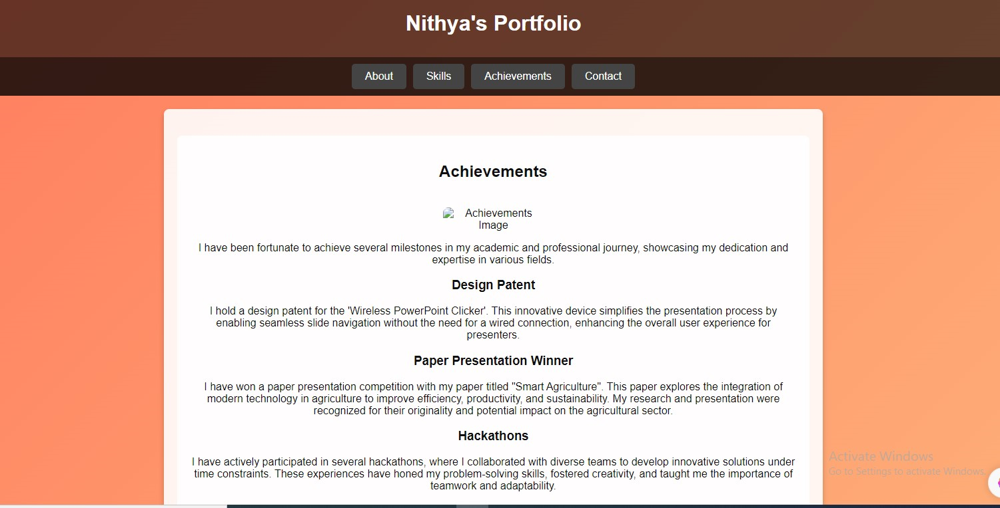 Nithya's Portfolio
About
Skills
Achievements
Contact
Achievements
Achievements
Image
I have been fortunate to achieve several milestones in my academic and professional journey, showcasing my dedication and
expertise in various fields.
Design Patent
I hold a design patent for the 'Wireless PowerPoint Clicker'. This innovative device simplifies the presentation process by
enabling seamless slide navigation without the need for a wired connection, enhancing the overall user experience for
presenters.
Paper Presentation Winner
I have won a paper presentation competition with my paper titled "Smart Agriculture". This paper explores the integration of
modern technology in agriculture to improve efficiency, productivity, and sustainability. My research and presentation were
recognized for their originality and potential impact on the agricultural sector.
Hackathons
I have actively participated in several hackathons, where I collaborated with diverse teams to develop innovative solutions under
time constraints. These experiences have honed my problem-solving skills, fostered creativity, and taught me the importance of
teamwork and adaptability.
Activate Windows
Go to Settings to activate Windows.